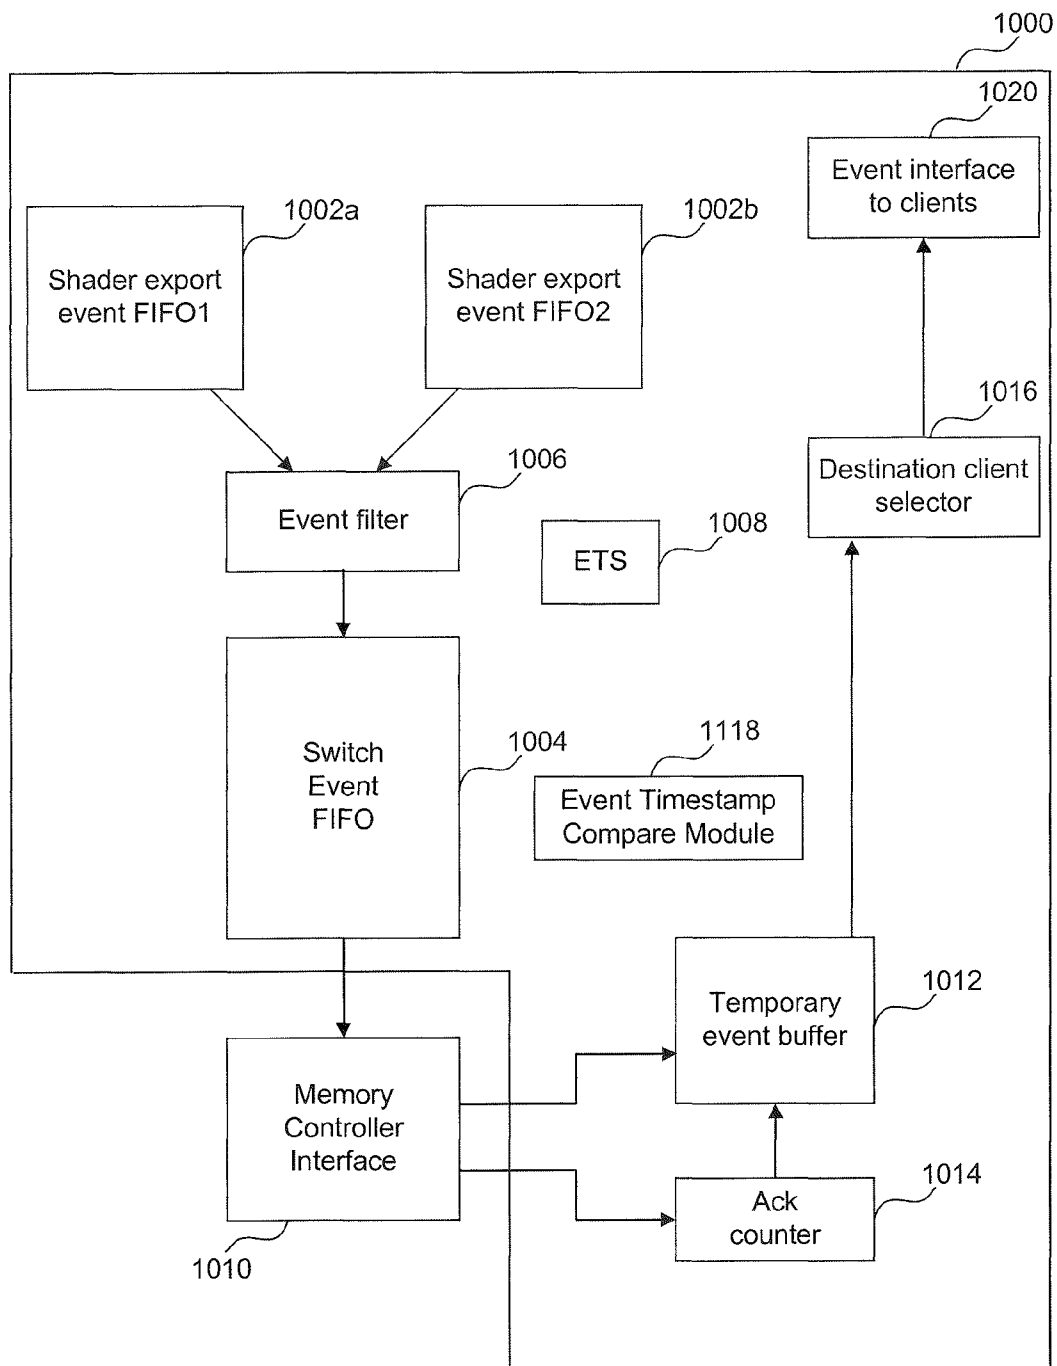 1000
1020
Event interface
to clients
1002a
1002b
Shader export
event FIFO1
Shader export
event FIFO2
1016
Destination client
selector
1006
Event filter
1008
ETS
1004
Switch
Event
FIFO
1118
Event Timestamp
Compare Module
1012
Temporary
event buffer
Memory
Controller
Interface
1014
Ack
counter
1010